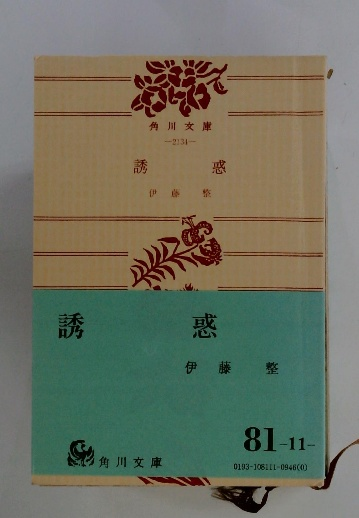 角川文庫
—2134—
誘惑
伊藤整
誘惑
伊藤整
81-11-
角川文庫
0193-108111-0946(0)